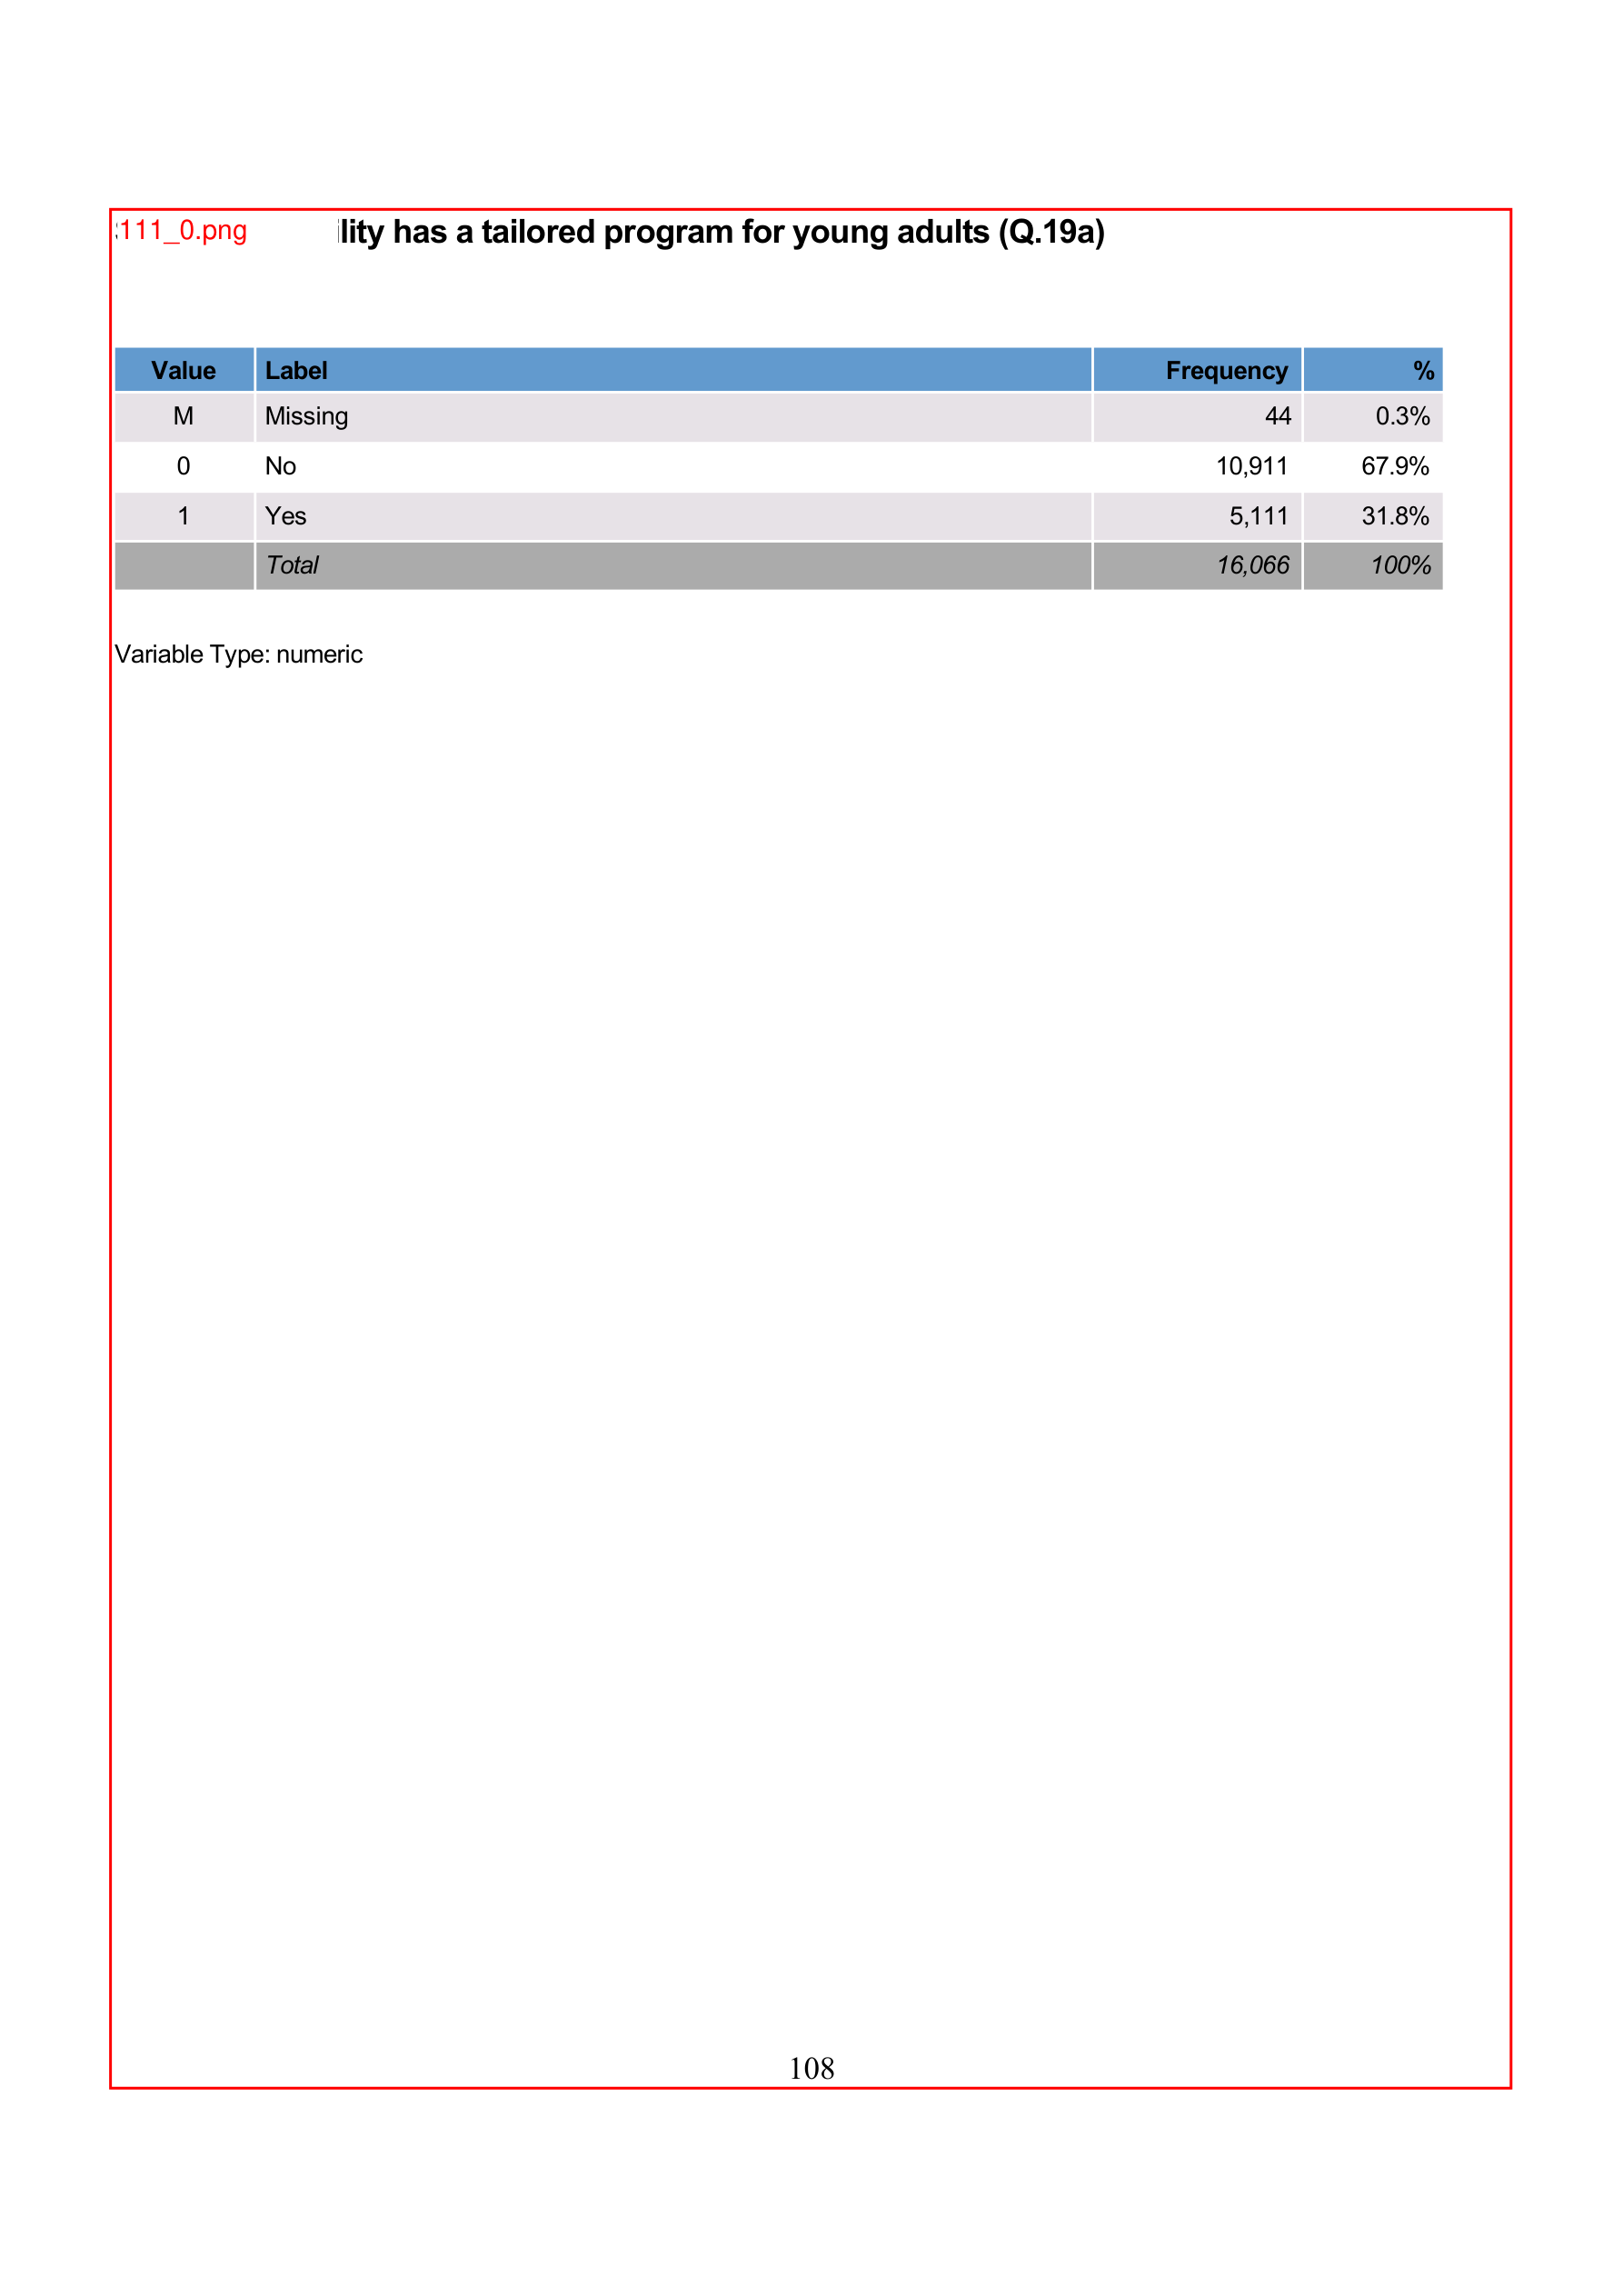 111_0.png
lity has a tailored program for young adults (Q.19a)
Value Label Frequency %
M Missing 44 0.3%
0 No 10,911 67.9%
1 Yes 5,111 31.8%
Total 16,066 100%
Variable Type: numeric
108